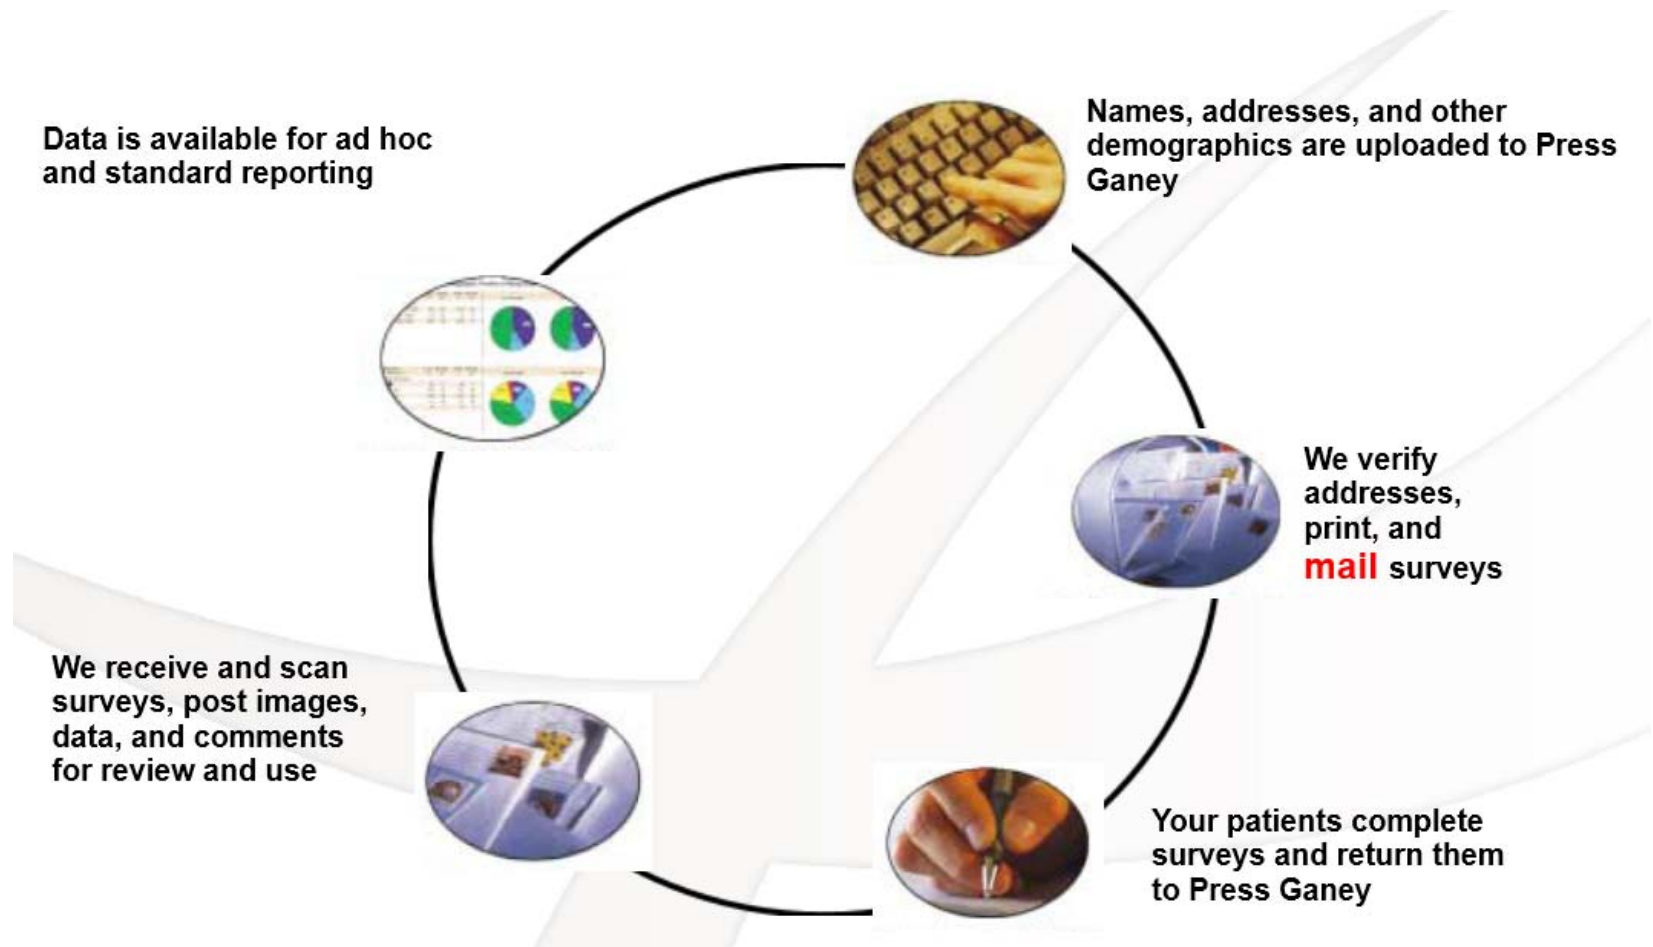 Names, addresses, and other
demographics are uploaded to Press
Ganey
We verify
addresses,
print, and
mail surveys
Your patients complete
surveys and return them
to Press Ganey
We receive and scan
surveys, post images,
data, and comments
for review and use
Data is available for ad hoc
and standard reporting